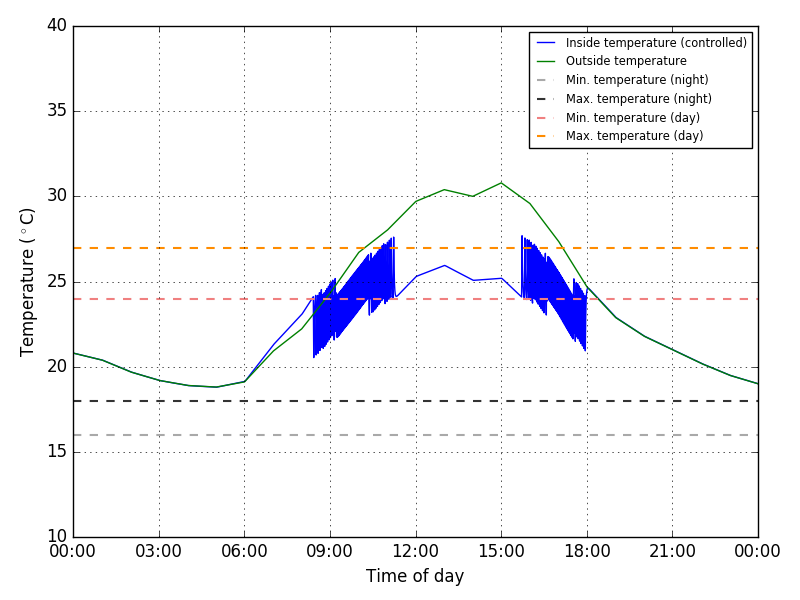 40
35
30
25
20
15
10
Temperature (°C)
00:00 03:00 06:00 09:00 12:00 15:00 18:00 21:00 00:00
Time of day
Inside temperature (controlled)
Outside temperature
Min. temperature (night)
Max. temperature (night)
Min. temperature (day)
Max. temperature (day)